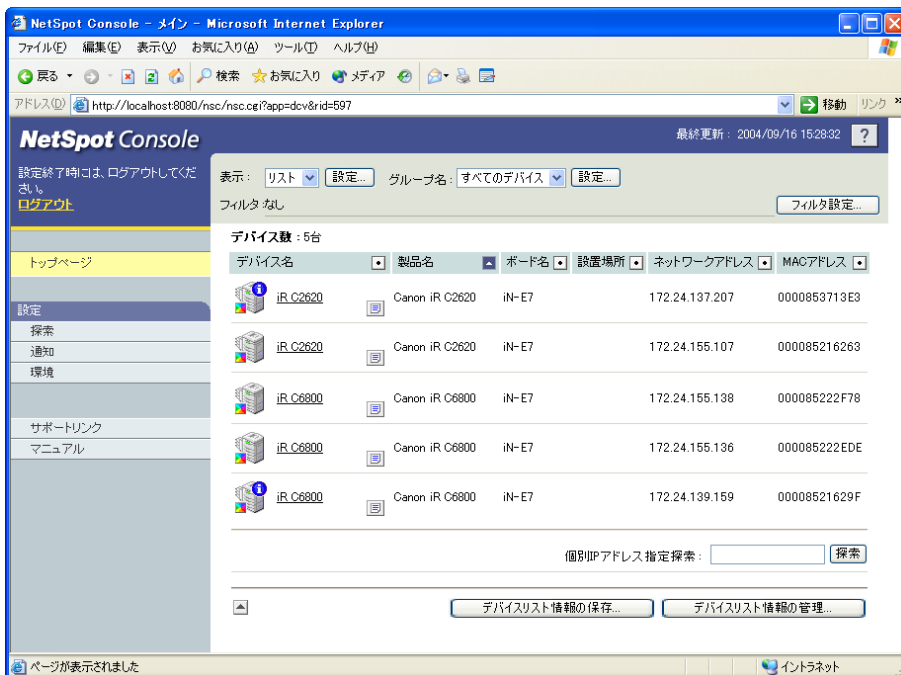 NetSpot Console - メイン - Microsoft Internet Explorer
ファイル(F) 編集(E) 表示(V) お気に入り(A) ツール(T) ヘルプ(H)
戻る 検索 お気に入り メディア
アドレス(D) http://localhost:8080/nsc/nsc.cgi?app=dcv&rid=597 移動 リンク »
NetSpot Console 最終更新: 2004/09/16 15:28:32 ?
設定終了時には、ログアウトしてください。
ログアウト
表示: リスト 設定... グループ名: すべてのデバイス 設定...
フィルタ:なし フィルタ設定...
トップページ
設定
探索
通知
環境
サポートリンク
マニュアル
デバイス数:5台
デバイス名 製品名 ボード名 設置場所 ネットワークアドレス MACアドレス
iR C2620 Canon iR C2620 iN-E7 172.24.137.207 0000853713E3
iR C2620 Canon iR C2620 iN-E7 172.24.155.107 000085216263
iR C6800 Canon iR C6800 iN-E7 172.24.155.138 000085222F78
iR C6800 Canon iR C6800 iN-E7 172.24.155.136 000085222EDE
iR C6800 Canon iR C6800 iN-E7 172.24.139.159 00008521629F
個別IPアドレス指定探索: 探索
デバイスリスト情報の保存... デバイスリスト情報の管理...
ページが表示されました イントラネット